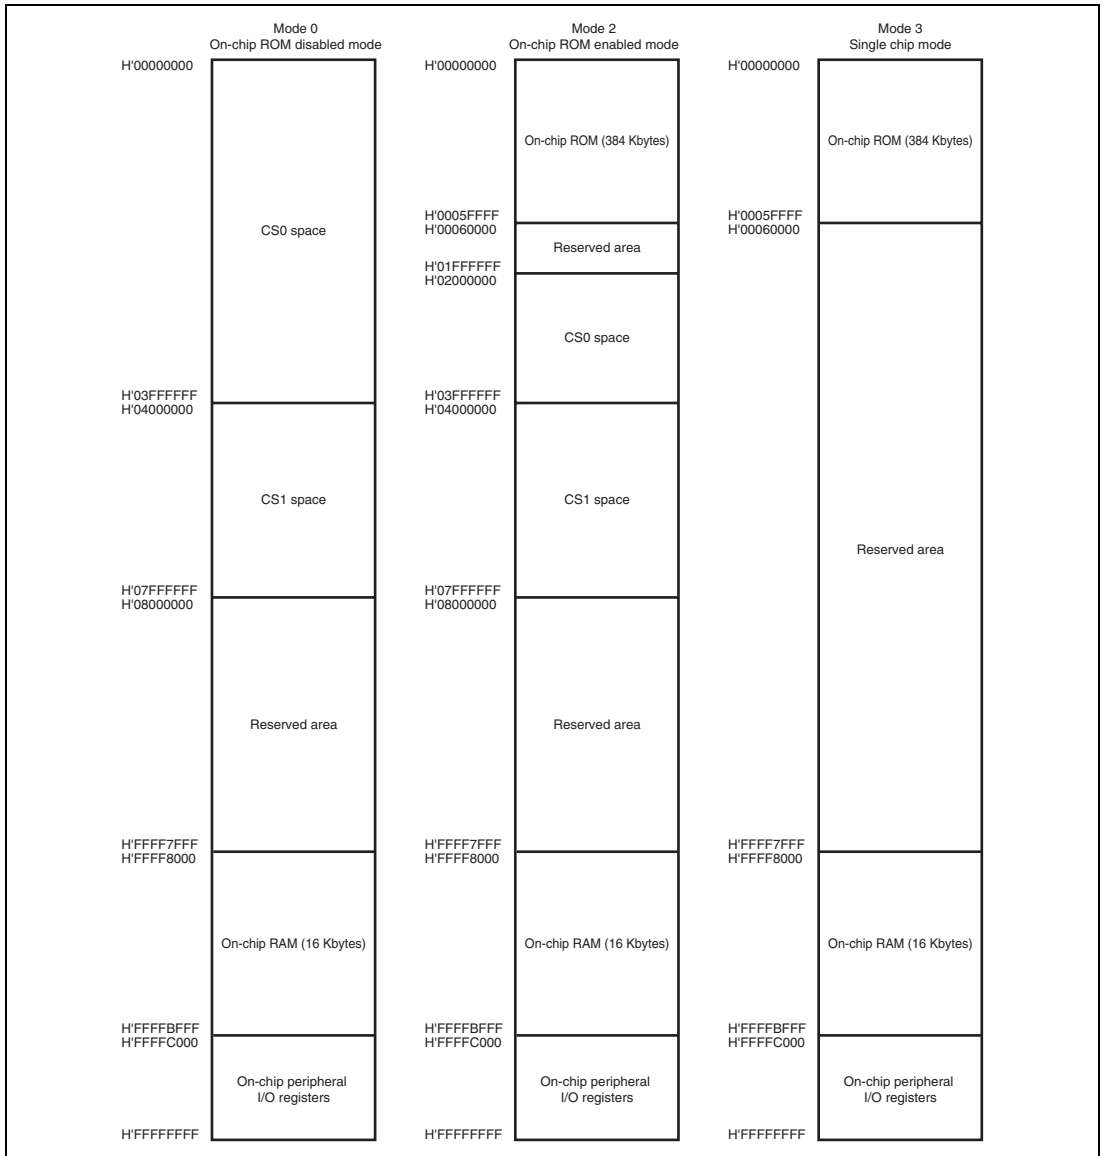 Mode 0
On-chip ROM disabled mode
H'00000000
CS0 space
H'03FFFFFF
H'04000000
CS1 space
H'07FFFFFF
H'08000000
Reserved area
H'FFFF7FFF
H'FFFF8000
On-chip RAM (16 Kbytes)
H'FFFFBFFF
H'FFFFC000
On-chip peripheral
I/O registers
H'FFFFFFFF
Mode 2
On-chip ROM enabled mode
H'00000000
On-chip ROM (384 Kbytes)
H'0005FFFF
H'00060000
Reserved area
H'01FFFFFF
H'02000000
CS0 space
H'03FFFFFF
H'04000000
CS1 space
H'07FFFFFF
H'08000000
Reserved area
H'FFFF7FFF
H'FFFF8000
On-chip RAM (16 Kbytes)
H'FFFFBFFF
H'FFFFC000
On-chip peripheral
I/O registers
H'FFFFFFFF
Mode 3
Single chip mode
H'00000000
On-chip ROM (384 Kbytes)
H'0005FFFF
H'00060000
Reserved area
H'FFFF7FFF
H'FFFF8000
On-chip RAM (16 Kbytes)
H'FFFFBFFF
H'FFFFC000
On-chip peripheral
I/O registers
H'FFFFFFFF